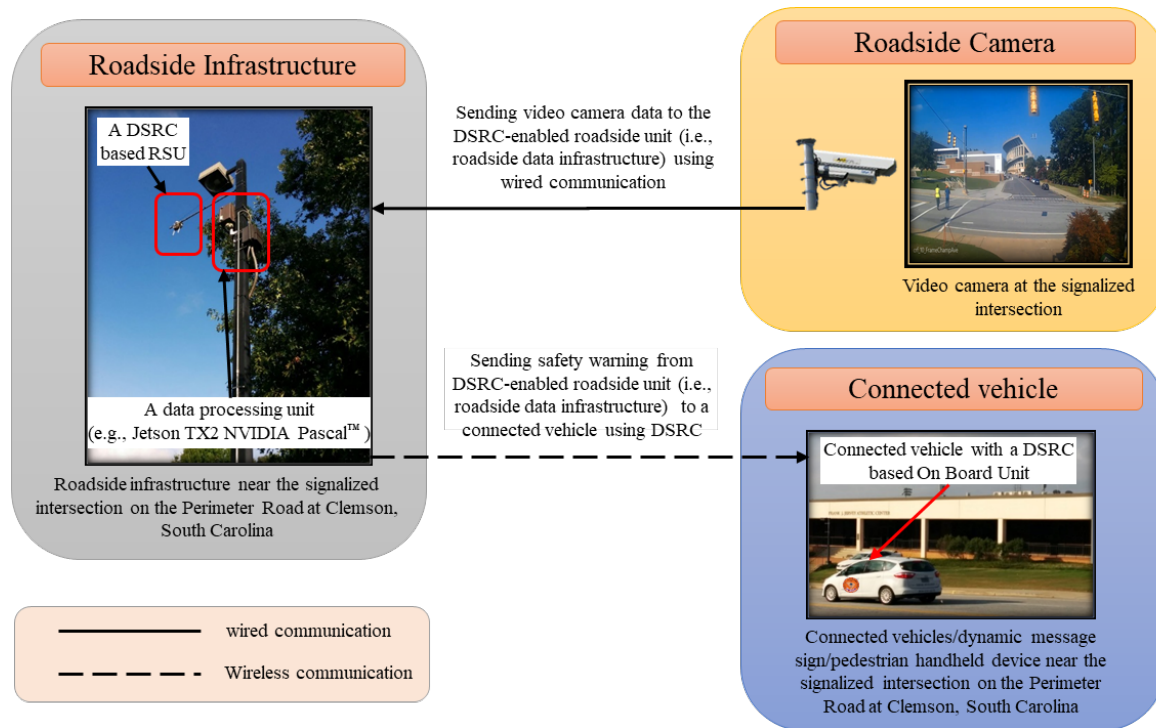 Roadside Infrastructure
A DSRC
based RSU
A data processing unit
(e.g., Jetson TX2 NVIDIA Pascal™ )
Roadside infrastructure near the signalized
intersection on the Perimeter Road at Clemson,
South Carolina
Sending video camera data to the
DSRC-enabled roadside unit (i.e.,
roadside data infrastructure) using
wired communication
Roadside Camera
Video camera at the signalized
intersection
Sending safety warning from
DSRC-enabled roadside unit (i.e.,
roadside data infrastructure) to a
connected vehicle using DSRC
Connected vehicle
Connected vehicle with a DSRC
based On Board Unit
Connected vehicles/dynamic message
sign/pedestrian handheld device near the
signalized intersection on the Perimeter
Road at Clemson, South Carolina
wired communication
Wireless communication